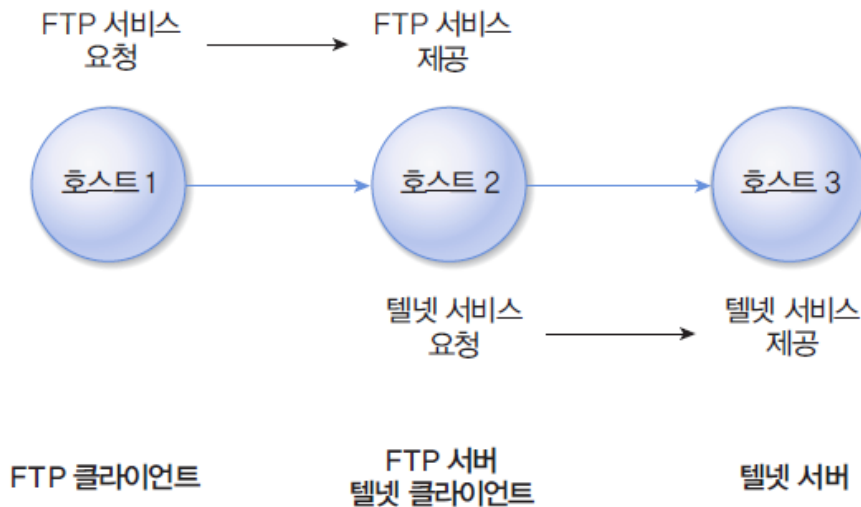 FTP 서비스
요청
FTP 서비스
제공
호스트 1
호스트 2
호스트 3
텔넷 서비스
요청
텔넷 서비스
제공
FTP 클라이언트
FTP 서버
텔넷 클라이언트
텔넷 서버